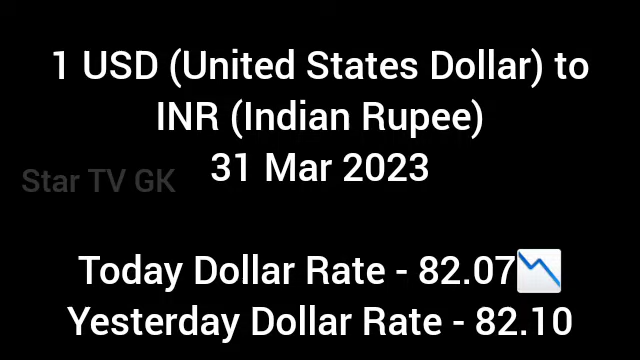 1 USD (United States Dollar) to
INR (Indian Rupee)
31 Mar 2023
Star TV GK
Today Dollar Rate - 82.07📉
Yesterday Dollar Rate - 82.10